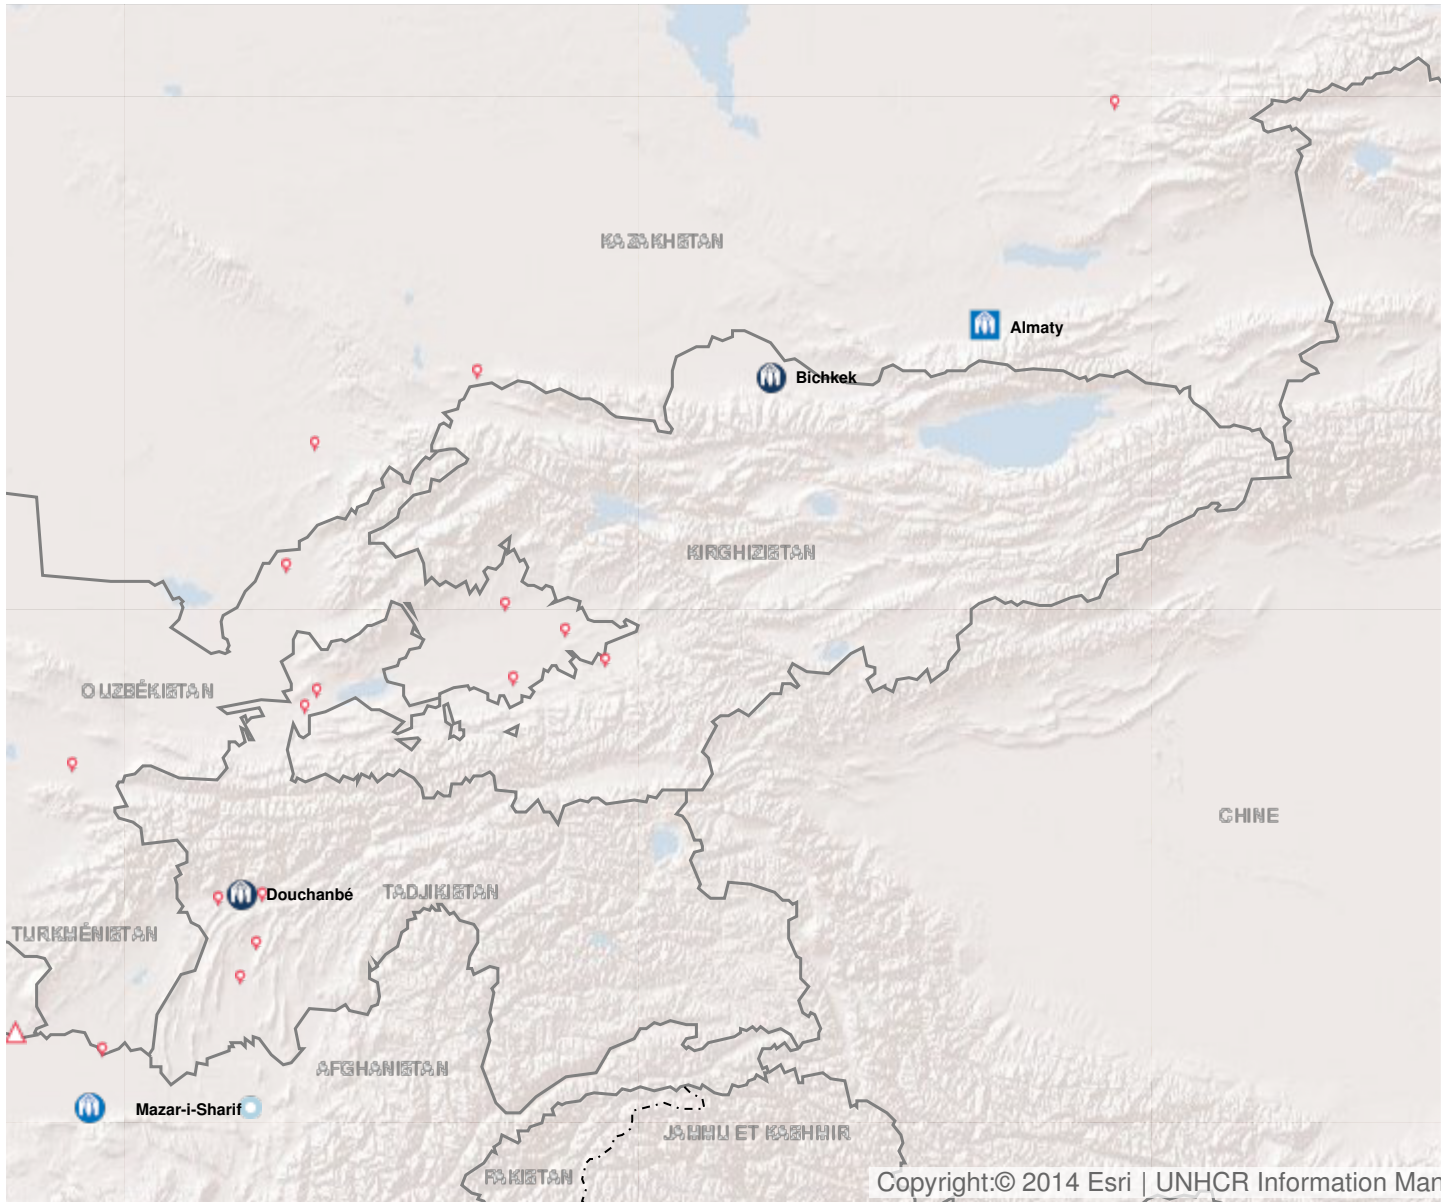 KAZAKHSTAN
Almaty
Bichkek
KIRGHIZISTAN
OUZBÉKISTAN
CHINE
Douchanbé
TADJIKISTAN
TURKMÉNISTAN
AFGHANISTAN
Mazar-i-Sharif
JAMMU ET KASHMIR
PAKISTAN
Copyright:© 2014 Esri | UNHCR Information Man